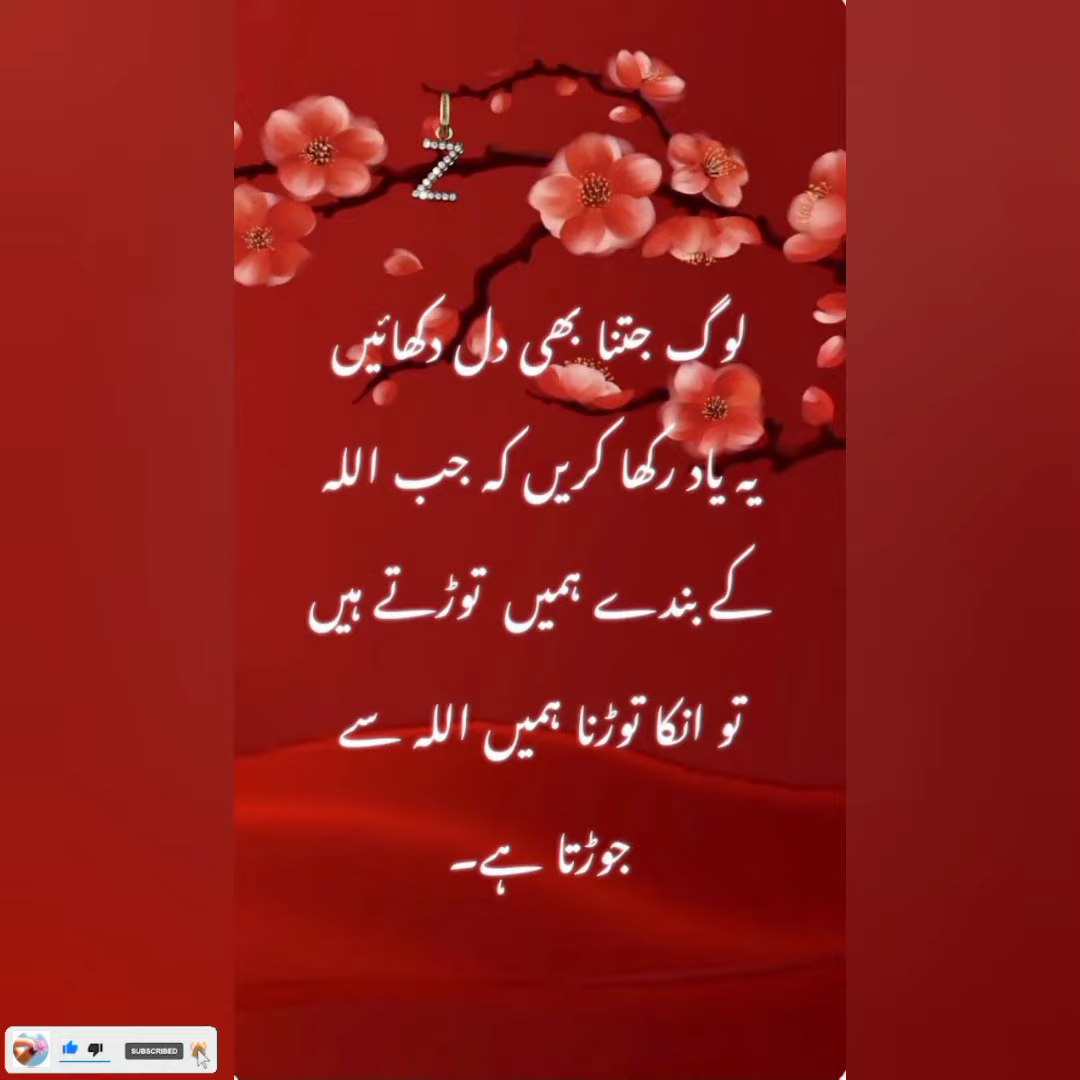 Z
لوگ جتنا بھی دل دکھائیں
یہ یاد رکھا کریں کہ جب اللہ
کے بندے ہمیں توڑتے ہیں
تو انکا توڑنا ہمیں اللہ سے
جوڑتا ہے۔
SUBSCRIBED